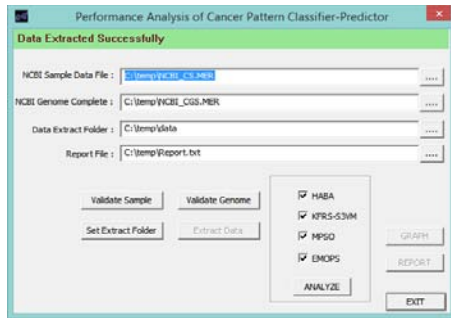 Performance Analysis of Cancer Pattern Classifier-Predictor
Data Extracted Successfully
NCBI Sample Data File : C:\temp\NCBI_CS.MER ....
NCBI Genome Complete : C:\temp\NCBI_CGS.MER ....
Data Extract Folder : C:\temp\data ....
Report File : C:\temp\Report.txt ....
Validate Sample Validate Genome
Set Extract Folder Extract Data
HABA
KFRS-S3VM
MPSO
EMOPS
ANALYZE
GRAPH
REPORT
EXIT